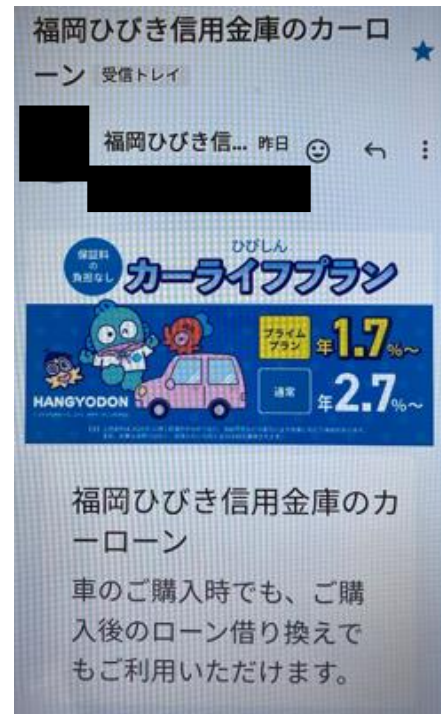 福岡ひびき信用金庫のカーロ
ーン 受信トレイ
福岡ひびき信... 昨日
保証料
の
負担なし
ひびしん
カーライフプラン
プライム
プラン
年1.7%~
通常
年2.7%~
HANGYODON
福岡ひびき信用金庫のカ
ーローン
車のご購入時でも、ご購
入後のローン借り換えで
もご利用いただけます。